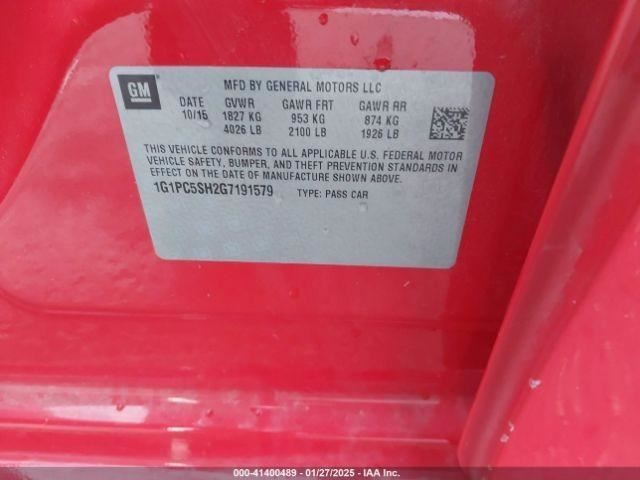 GM
MFD BY GENERAL MOTORS LLC
DATE GVWR GAWR FRT GAWR RR
10/15 1827 KG 953 KG 874 KG
4026 LB 2100 LB 1926 LB
THIS VEHICLE CONFORMS TO ALL APPLICABLE U.S. FEDERAL MOTOR
VEHICLE SAFETY, BUMPER, AND THEFT PREVENTION STANDARDS
IN EFFECT ON THE DATE OF MANUFACTURE SHOWN ABOVE.
1G1PC5SH2G7191579 TYPE: PASS CAR
000-41400489 - 01/27/2025 - IAA Inc.